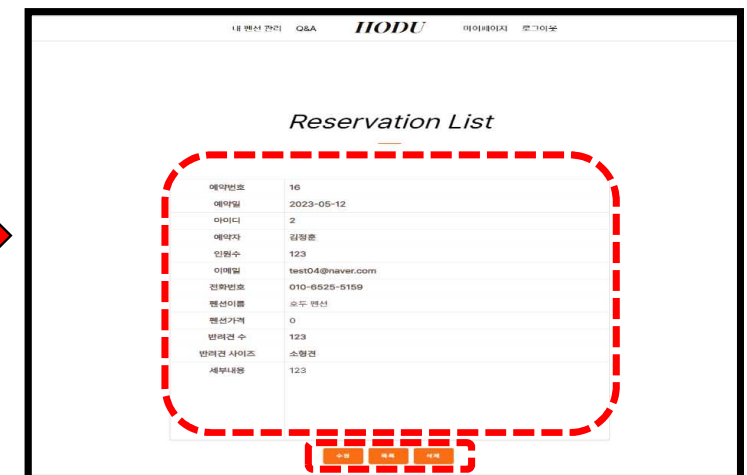 내 펜션 관리 Q&A HODU 마이페이지 로그아웃
Reservation List
예약번호 16
예약일 2023-05-12
아이디 2
예약자 김정훈
인원수 123
이메일 test04@naver.com
전화번호 010-6525-5159
펜션이름 호두 펜션
펜션가격 0
반려견 수 123
반려견 사이즈 소형견
세부내용 123
수정 목록 삭제